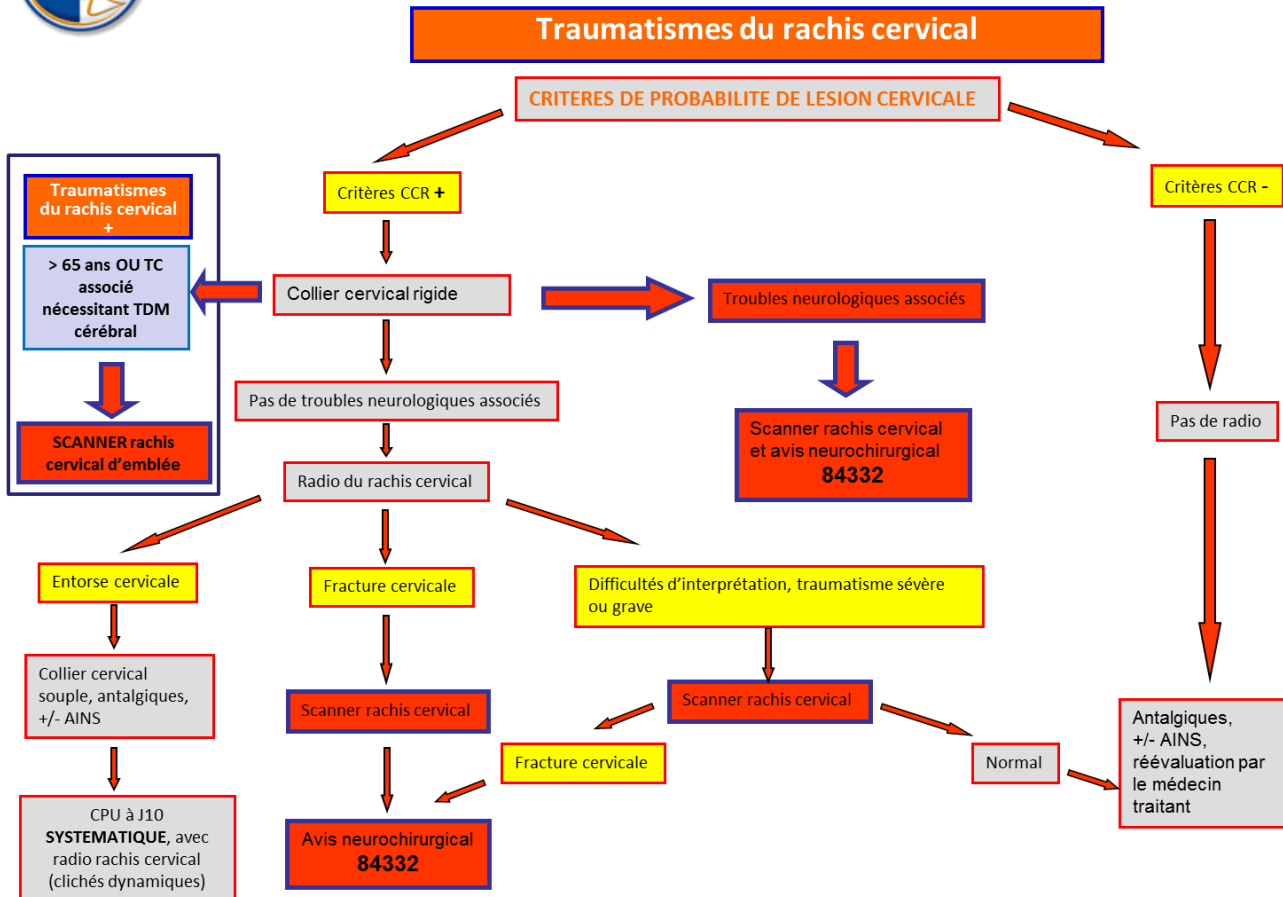 Traumatismes du rachis cervical
CRITERES DE PROBABILITE DE LESION CERVICALE
Traumatismes
du rachis cervical
+
> 65 ans OU TC
associé
nécessitant TDM
cérébral
SCANNER rachis
cervical d'emblée
Critères CCR +
Critères CCR -
Collier cervical rigide
Troubles neurologiques associés
Pas de troubles neurologiques associés
Scanner rachis cervical
et avis neurochirurgical
84332
Pas de radio
Radio du rachis cervical
Entorse cervicale
Fracture cervicale
Difficultés d'interprétation, traumatisme sévère
ou grave
Collier cervical
souple, antalgiques,
+/- AINS
Scanner rachis cervical
Scanner rachis cervical
Fracture cervicale
Normal
Antalgiques,
+/- AINS,
réévaluation par
le médecin
traitant
CPU à J10
SYSTEMATIQUE, avec
radio rachis cervical
(clichés dynamiques)
Avis neurochirurgical
84332